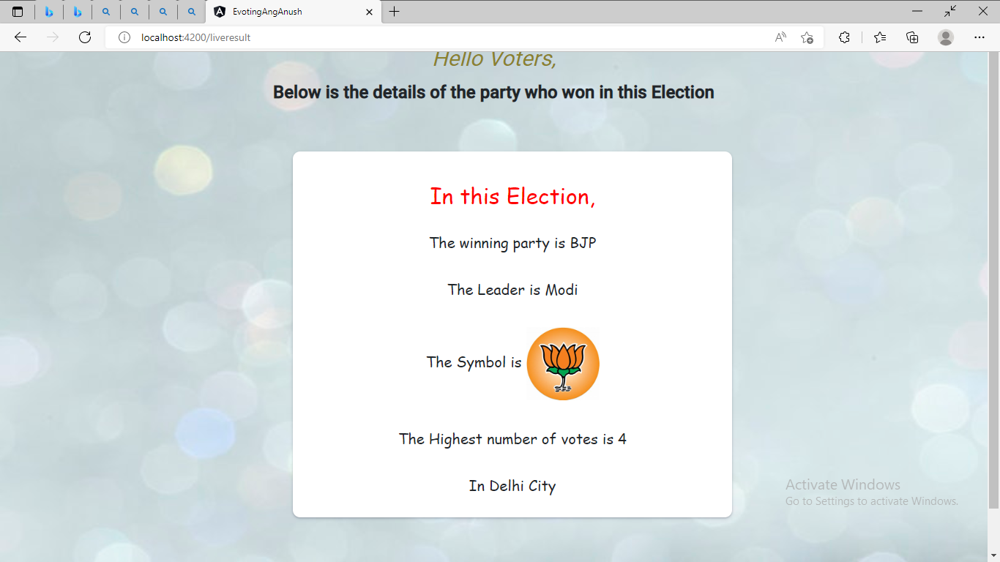 EvotingAngAnush
localhost:4200/liveresult
Hello Voters,
Below is the details of the party who won in this Election
In this Election,
The winning party is BJP
The Leader is Modi
The Symbol is
The Highest number of votes is 4
In Delhi City
Activate Windows
Go to Settings to activate Windows.